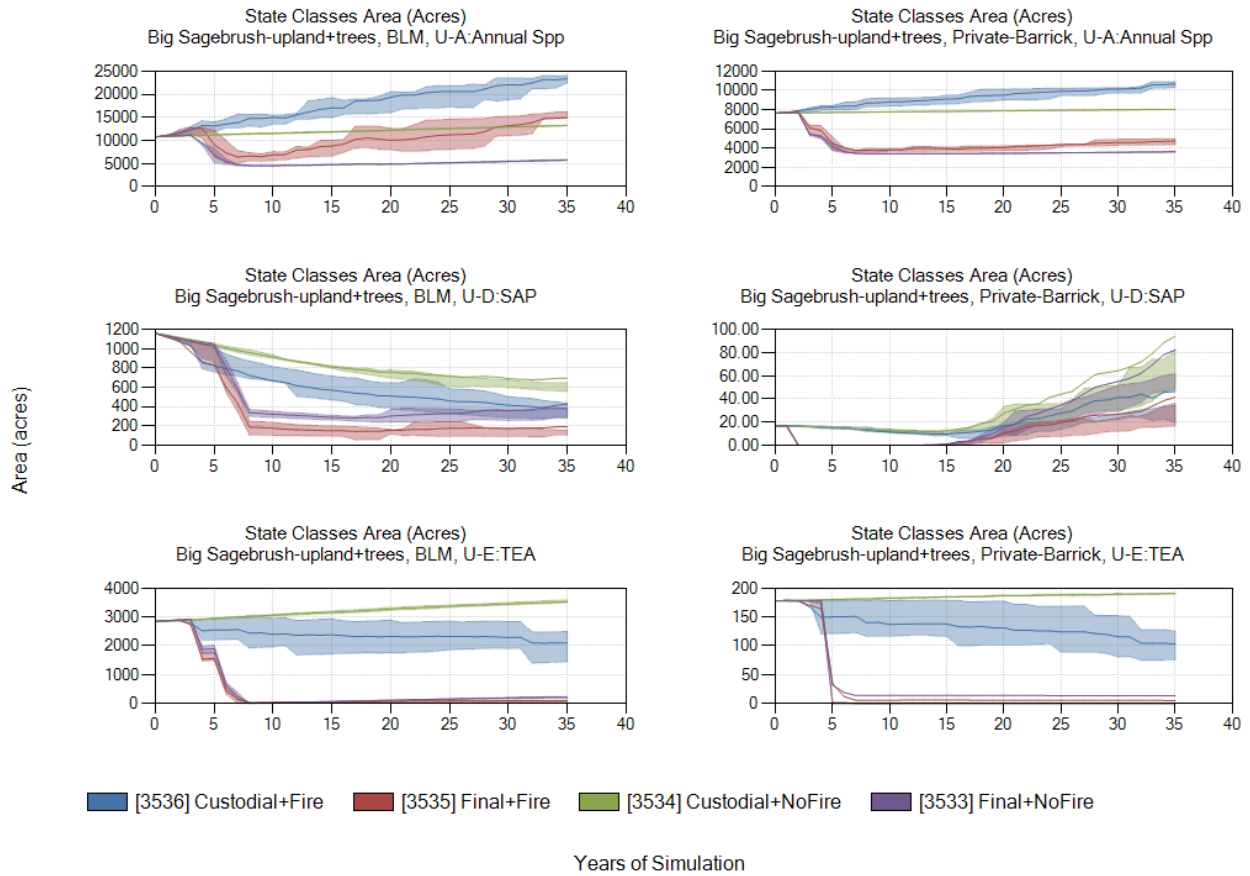 State Classes Area (Acres)
Big Sagebrush-upland+trees, BLM, U-A:Annual Spp
25000
20000
15000
10000
5000
0
0 5 10 15 20 25 30 35 40
State Classes Area (Acres)
Big Sagebrush-upland+trees, Private-Barrick, U-A:Annual Spp
12000
10000
8000
6000
4000
2000
0
0 5 10 15 20 25 30 35 40
State Classes Area (Acres)
Big Sagebrush-upland+trees, BLM, U-D:SAP
1200
1000
800
600
400
200
0
0 5 10 15 20 25 30 35 40
State Classes Area (Acres)
Big Sagebrush-upland+trees, Private-Barrick, U-D:SAP
100.00
80.00
60.00
40.00
20.00
0.00
0 5 10 15 20 25 30 35 40
Area (acres)
State Classes Area (Acres)
Big Sagebrush-upland+trees, BLM, U-E:TEA
4000
3000
2000
1000
0
0 5 10 15 20 25 30 35 40
State Classes Area (Acres)
Big Sagebrush-upland+trees, Private-Barrick, U-E:TEA
200
150
100
50
0
0 5 10 15 20 25 30 35 40
[3536] Custodial+Fire [3535] Final+Fire [3534] Custodial+NoFire [3533] Final+NoFire
Years of Simulation